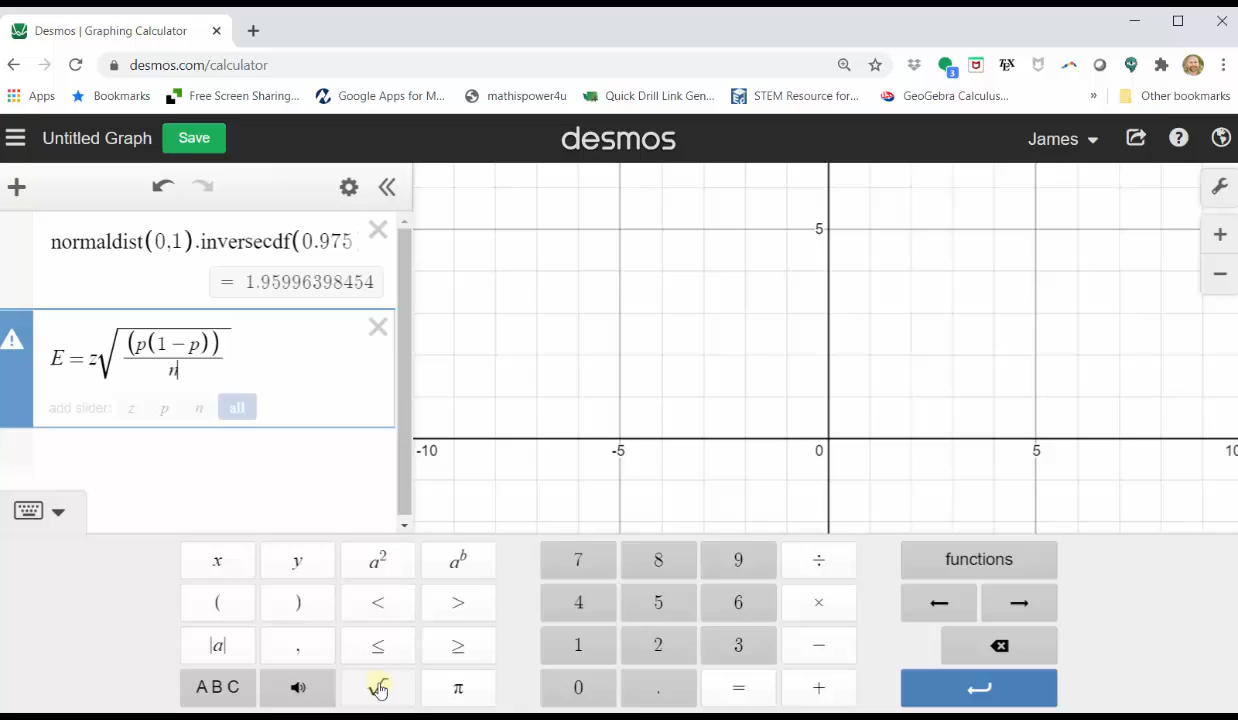 Desmos | Graphing Calculator
desmos.com/calculator
3
TEX
Apps
Bookmarks
Free Screen Sharing...
Google Apps for M...
mathispower4u
Quick Drill Link Gen...
STEM Resource for...
GeoGebra Calculus...
»
Other bookmarks
Untitled Graph
Save
desmos
James
?
normaldist(0,1).inversecdf(0.975
= 1.95996398454
E = z√((p(1 − p))/n)
add slider: z p n all
5
-10 -5 0 5 10
x y a² aᵇ 7 8 9 ÷ functions
( ) < > 4 5 6 × ← →
|a| , ≤ ≥ 1 2 3 −
A B C √ π 0 . = +